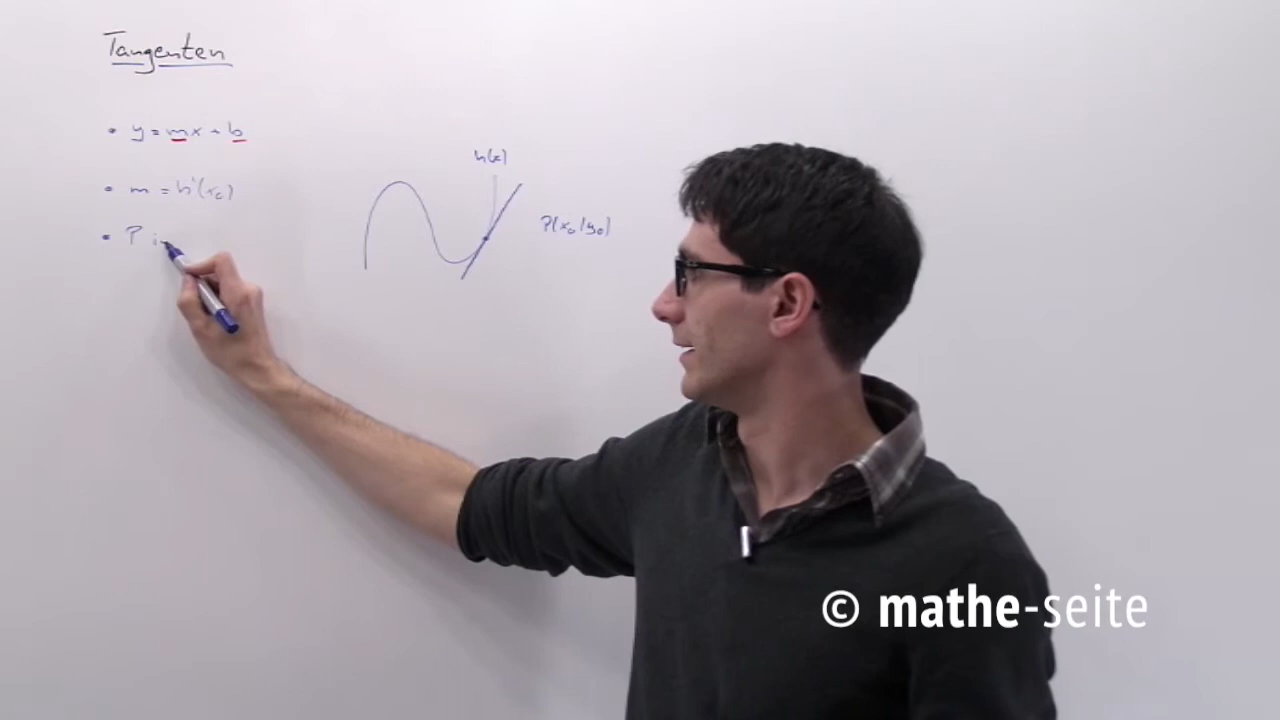 Tangenten
• y = mx + b
• m = h'(x₀)
• P i
h(x)
P(x₀|y₀)
© mathe-seite